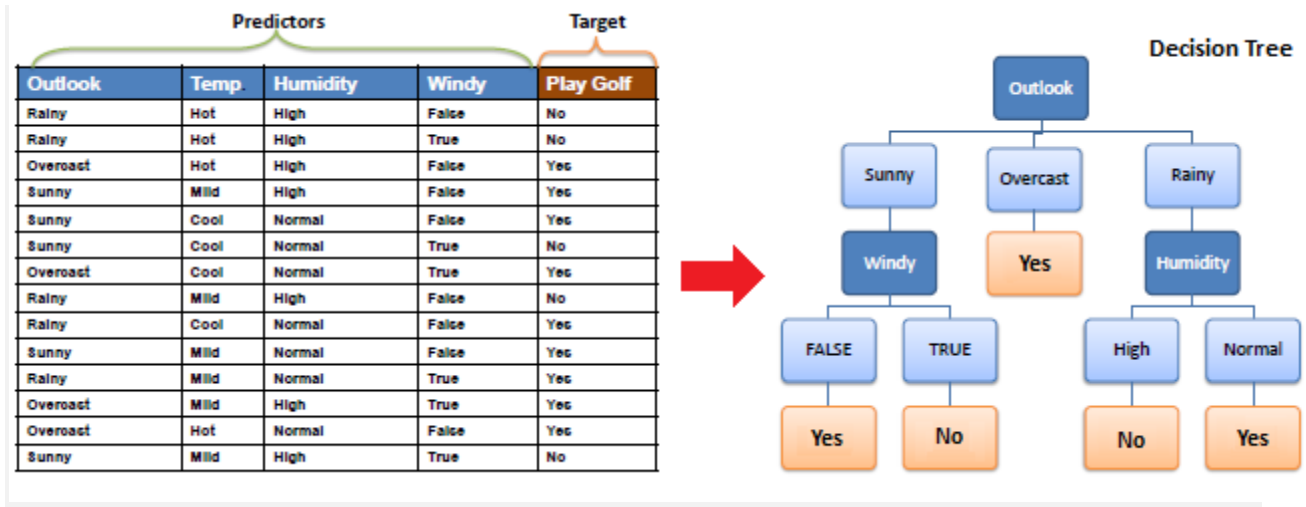 Predictors Target
Outlook Temp. Humidity Windy Play Golf
Rainy Hot High False No
Rainy Hot High True No
Overcast Hot High False Yes
Sunny Mild High False Yes
Sunny Cool Normal False Yes
Sunny Cool Normal True No
Overcast Cool Normal True Yes
Rainy Mild High False No
Rainy Cool Normal False Yes
Sunny Mild Normal False Yes
Rainy Mild Normal True Yes
Overcast Mild High True Yes
Overcast Hot Normal False Yes
Sunny Mild High True No
Decision Tree
Outlook
Sunny Overcast Rainy
Windy Yes Humidity
FALSE TRUE High Normal
Yes No No Yes